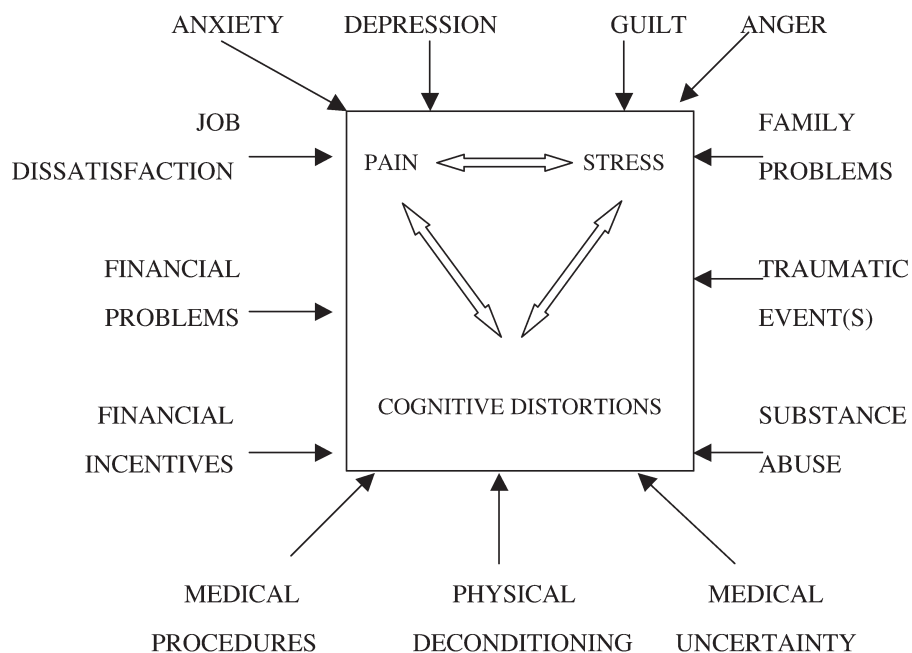 ANXIETY
DEPRESSION
GUILT
ANGER
JOB
DISSATISFACTION
FAMILY
PROBLEMS
PAIN
STRESS
FINANCIAL
PROBLEMS
TRAUMATIC
EVENT(S)
COGNITIVE DISTORTIONS
FINANCIAL
INCENTIVES
SUBSTANCE
ABUSE
MEDICAL
PROCEDURES
PHYSICAL
DECONDITIONING
MEDICAL
UNCERTAINTY